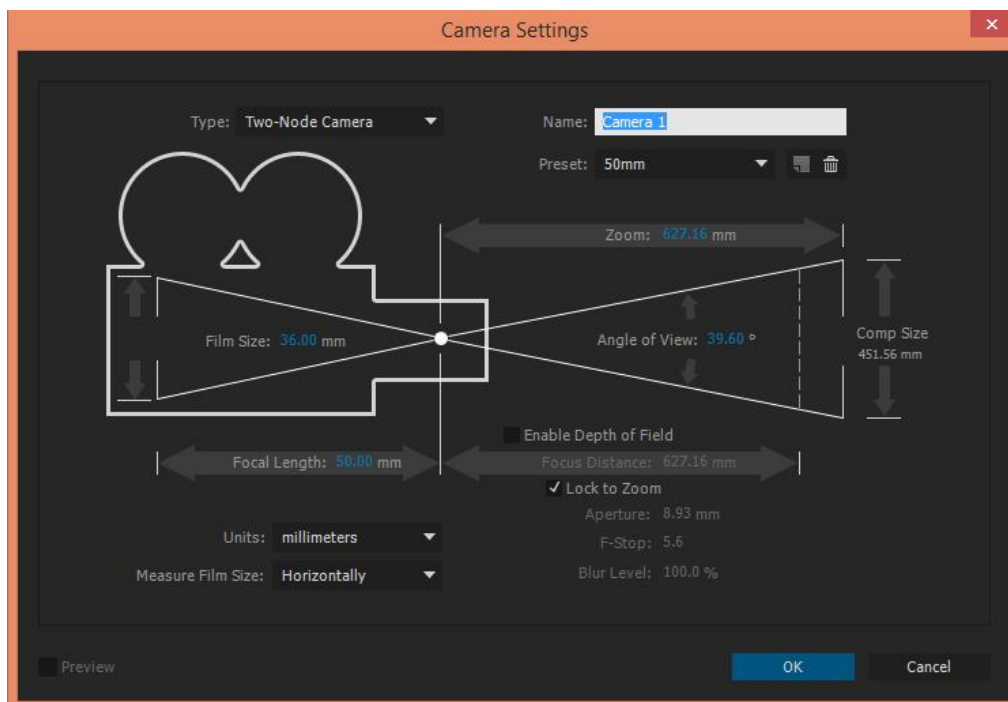 Camera Settings
Type: Two-Node Camera
Name: Camera 1
Preset: 50mm
Zoom: 627.16 mm
Film Size: 36.00 mm
Angle of View: 39.60 °
Comp Size
451.56 mm
Enable Depth of Field
Focal Length: 50.00 mm
Focus Distance: 627.16 mm
Lock to Zoom
Aperture: 8.93 mm
Units: millimeters
F-Stop: 5.6
Measure Film Size: Horizontally
Blur Level: 100.0 %
Preview
OK
Cancel